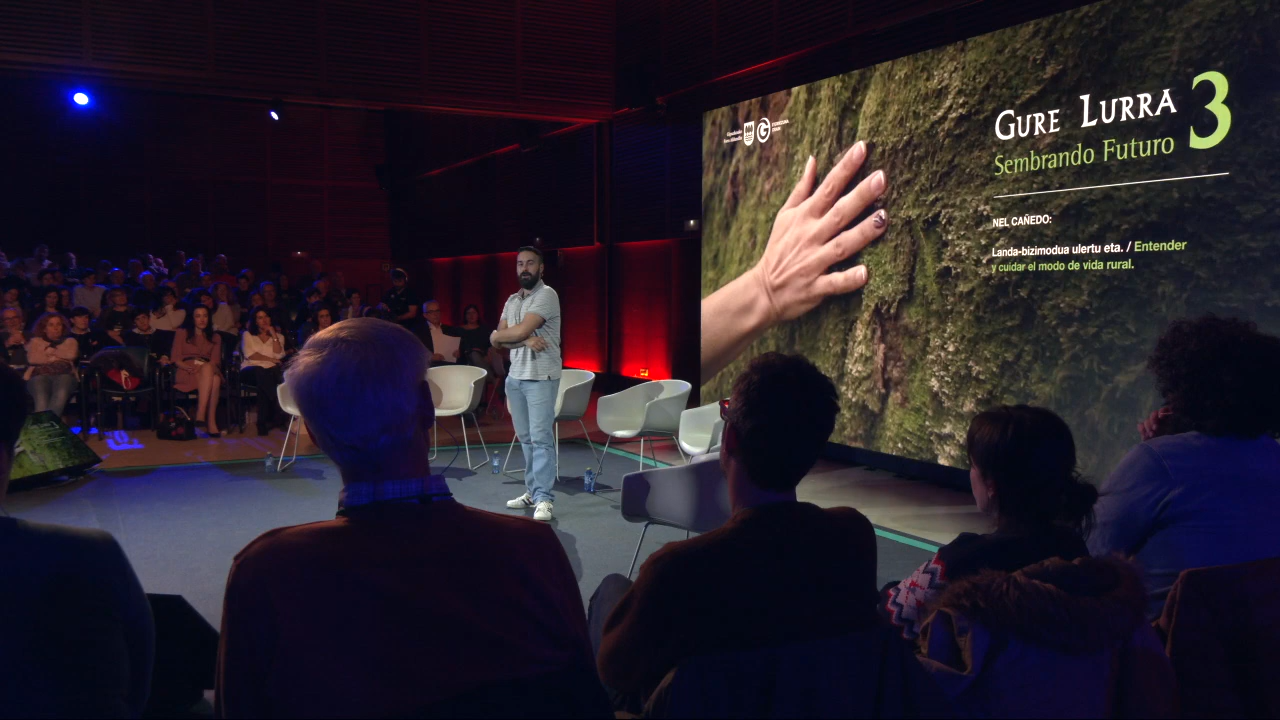 GURE LURRA 3
Sembrando Futuro
NEL CAÑEDO:
Landa-bizimodua ulertu eta. / Entender
y cuidar el modo de vida rural.